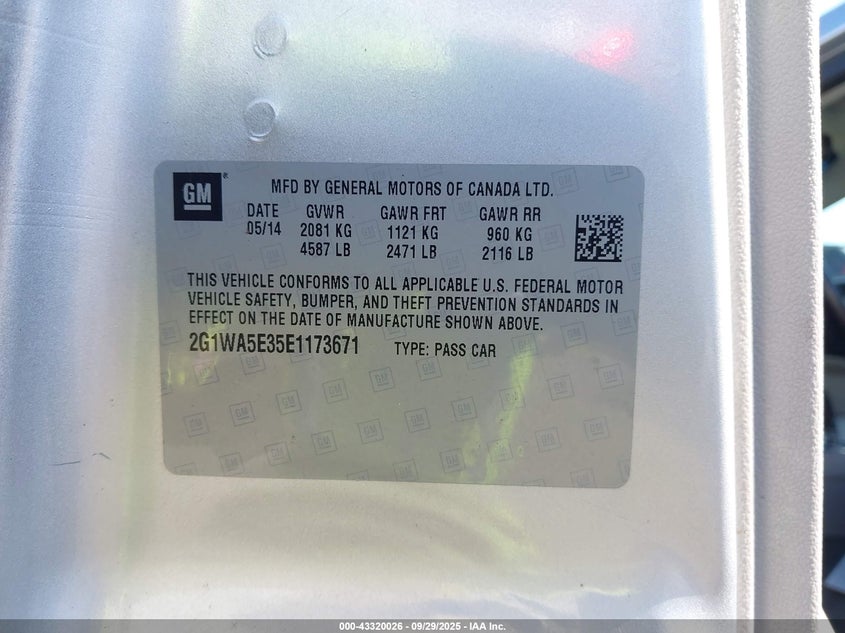 GM®
MFD BY GENERAL MOTORS OF CANADA LTD.
DATE GVWR GAWR FRT GAWR RR
05/14 2081 KG 1121 KG 960 KG
4587 LB 2471 LB 2116 LB
THIS VEHICLE CONFORMS TO ALL APPLICABLE U.S. FEDERAL MOTOR
VEHICLE SAFETY, BUMPER, AND THEFT PREVENTION STANDARDS IN
EFFECT ON THE DATE OF MANUFACTURE SHOWN ABOVE.
2G1WA5E35E1173671 TYPE: PASS CAR
000-43320026 - 09/29/2025 - IAA Inc.